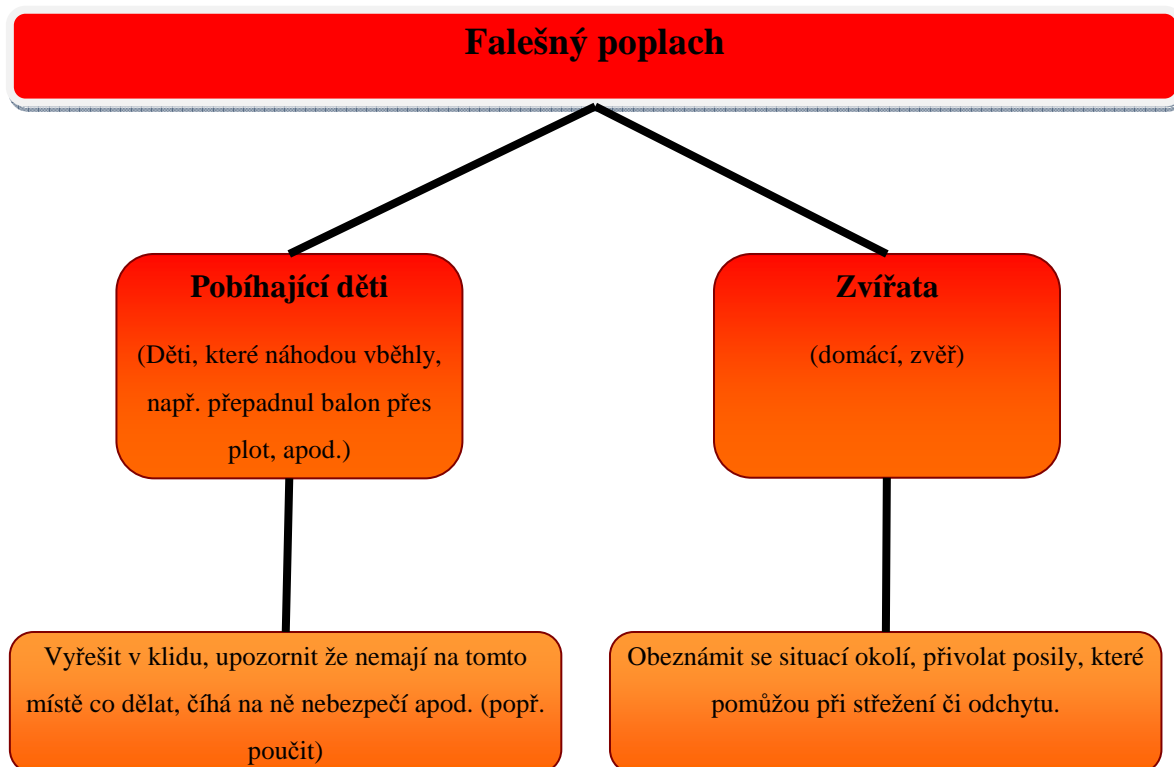 Falešný poplach
Pobíhající děti
(Děti, které náhodou vběhly,
např. přepadnul balon přes
plot, apod.)
Zvířata
(domácí, zvěř)
Vyřešit v klidu, upozornit že nemají na tomto
místě co dělat, číhá na ně nebezpečí apod. (popř.
poučit)
Obeznámit se situací okolí, přivolat posily, které
pomůžou při střežení či odchytu.